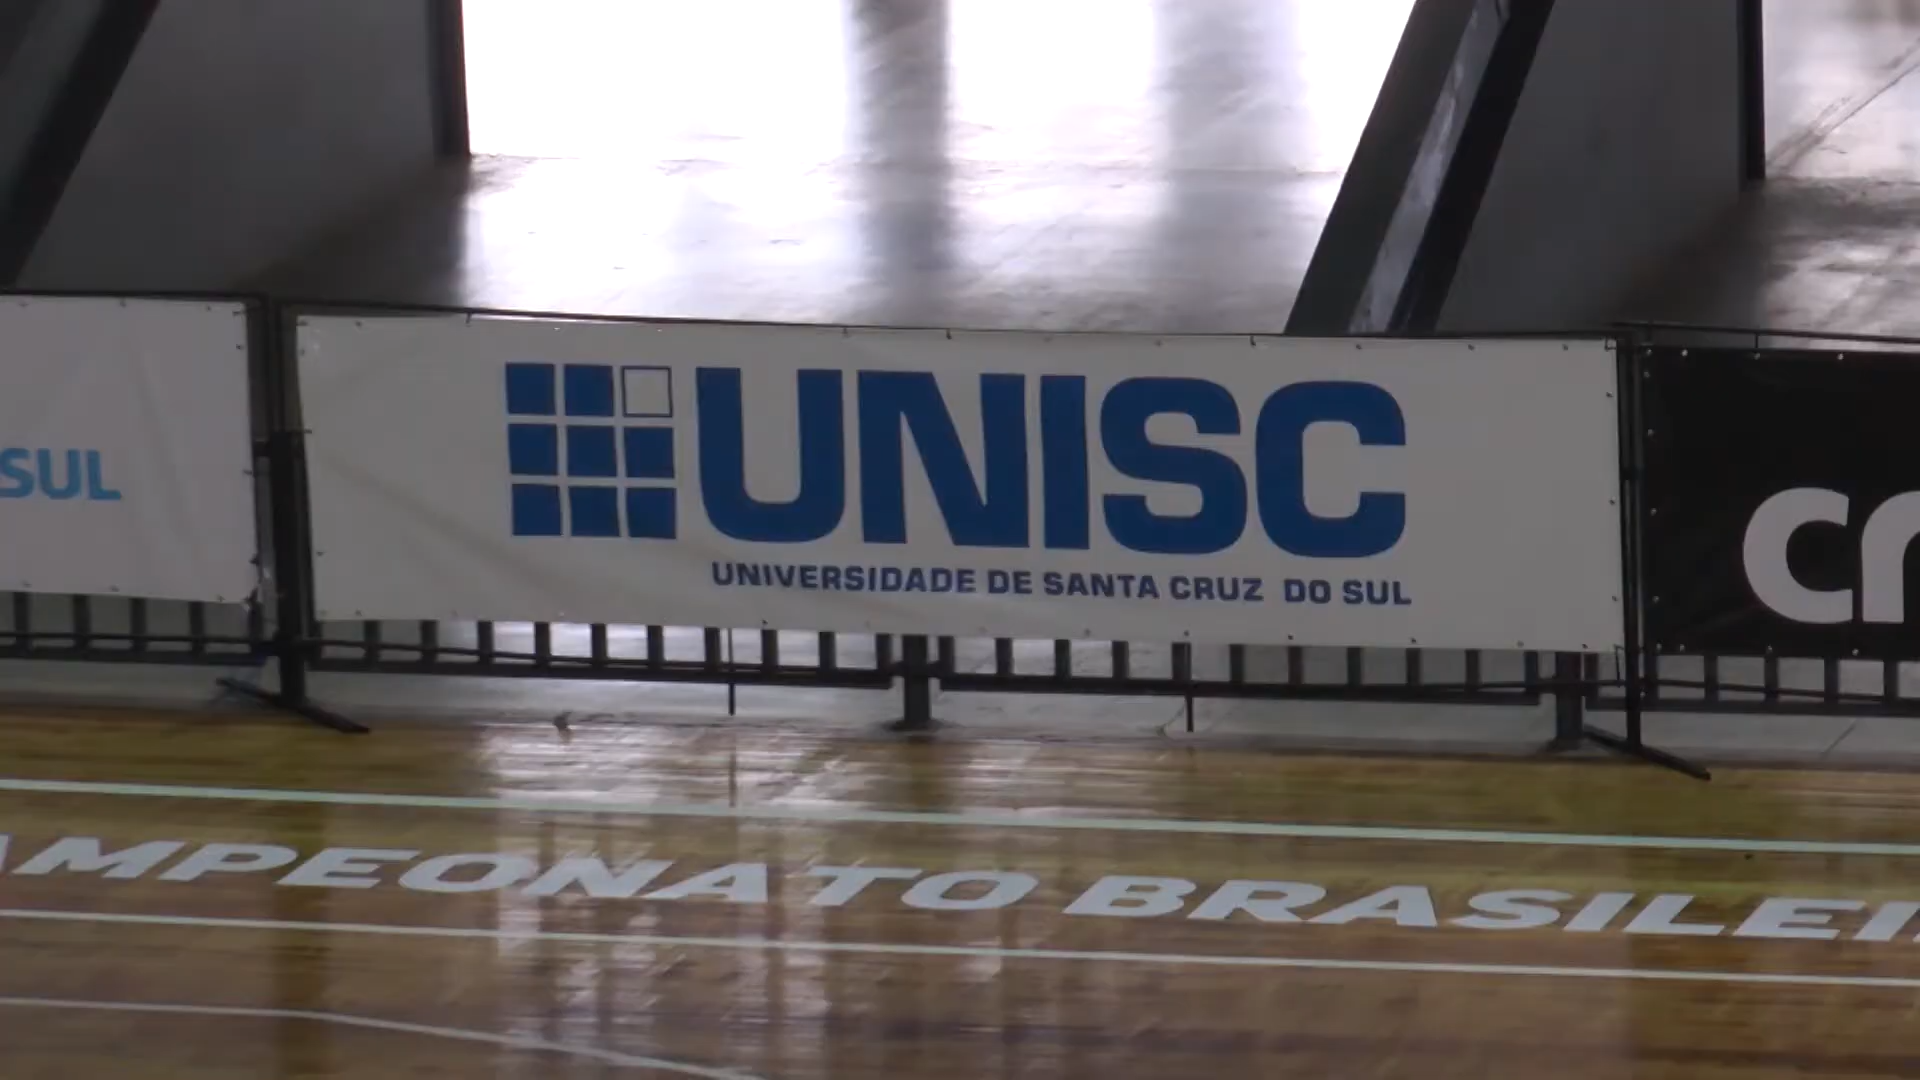 SUL
UNISC
UNIVERSIDADE DE SANTA CRUZ DO SUL
AMPEONATO BRASILEI